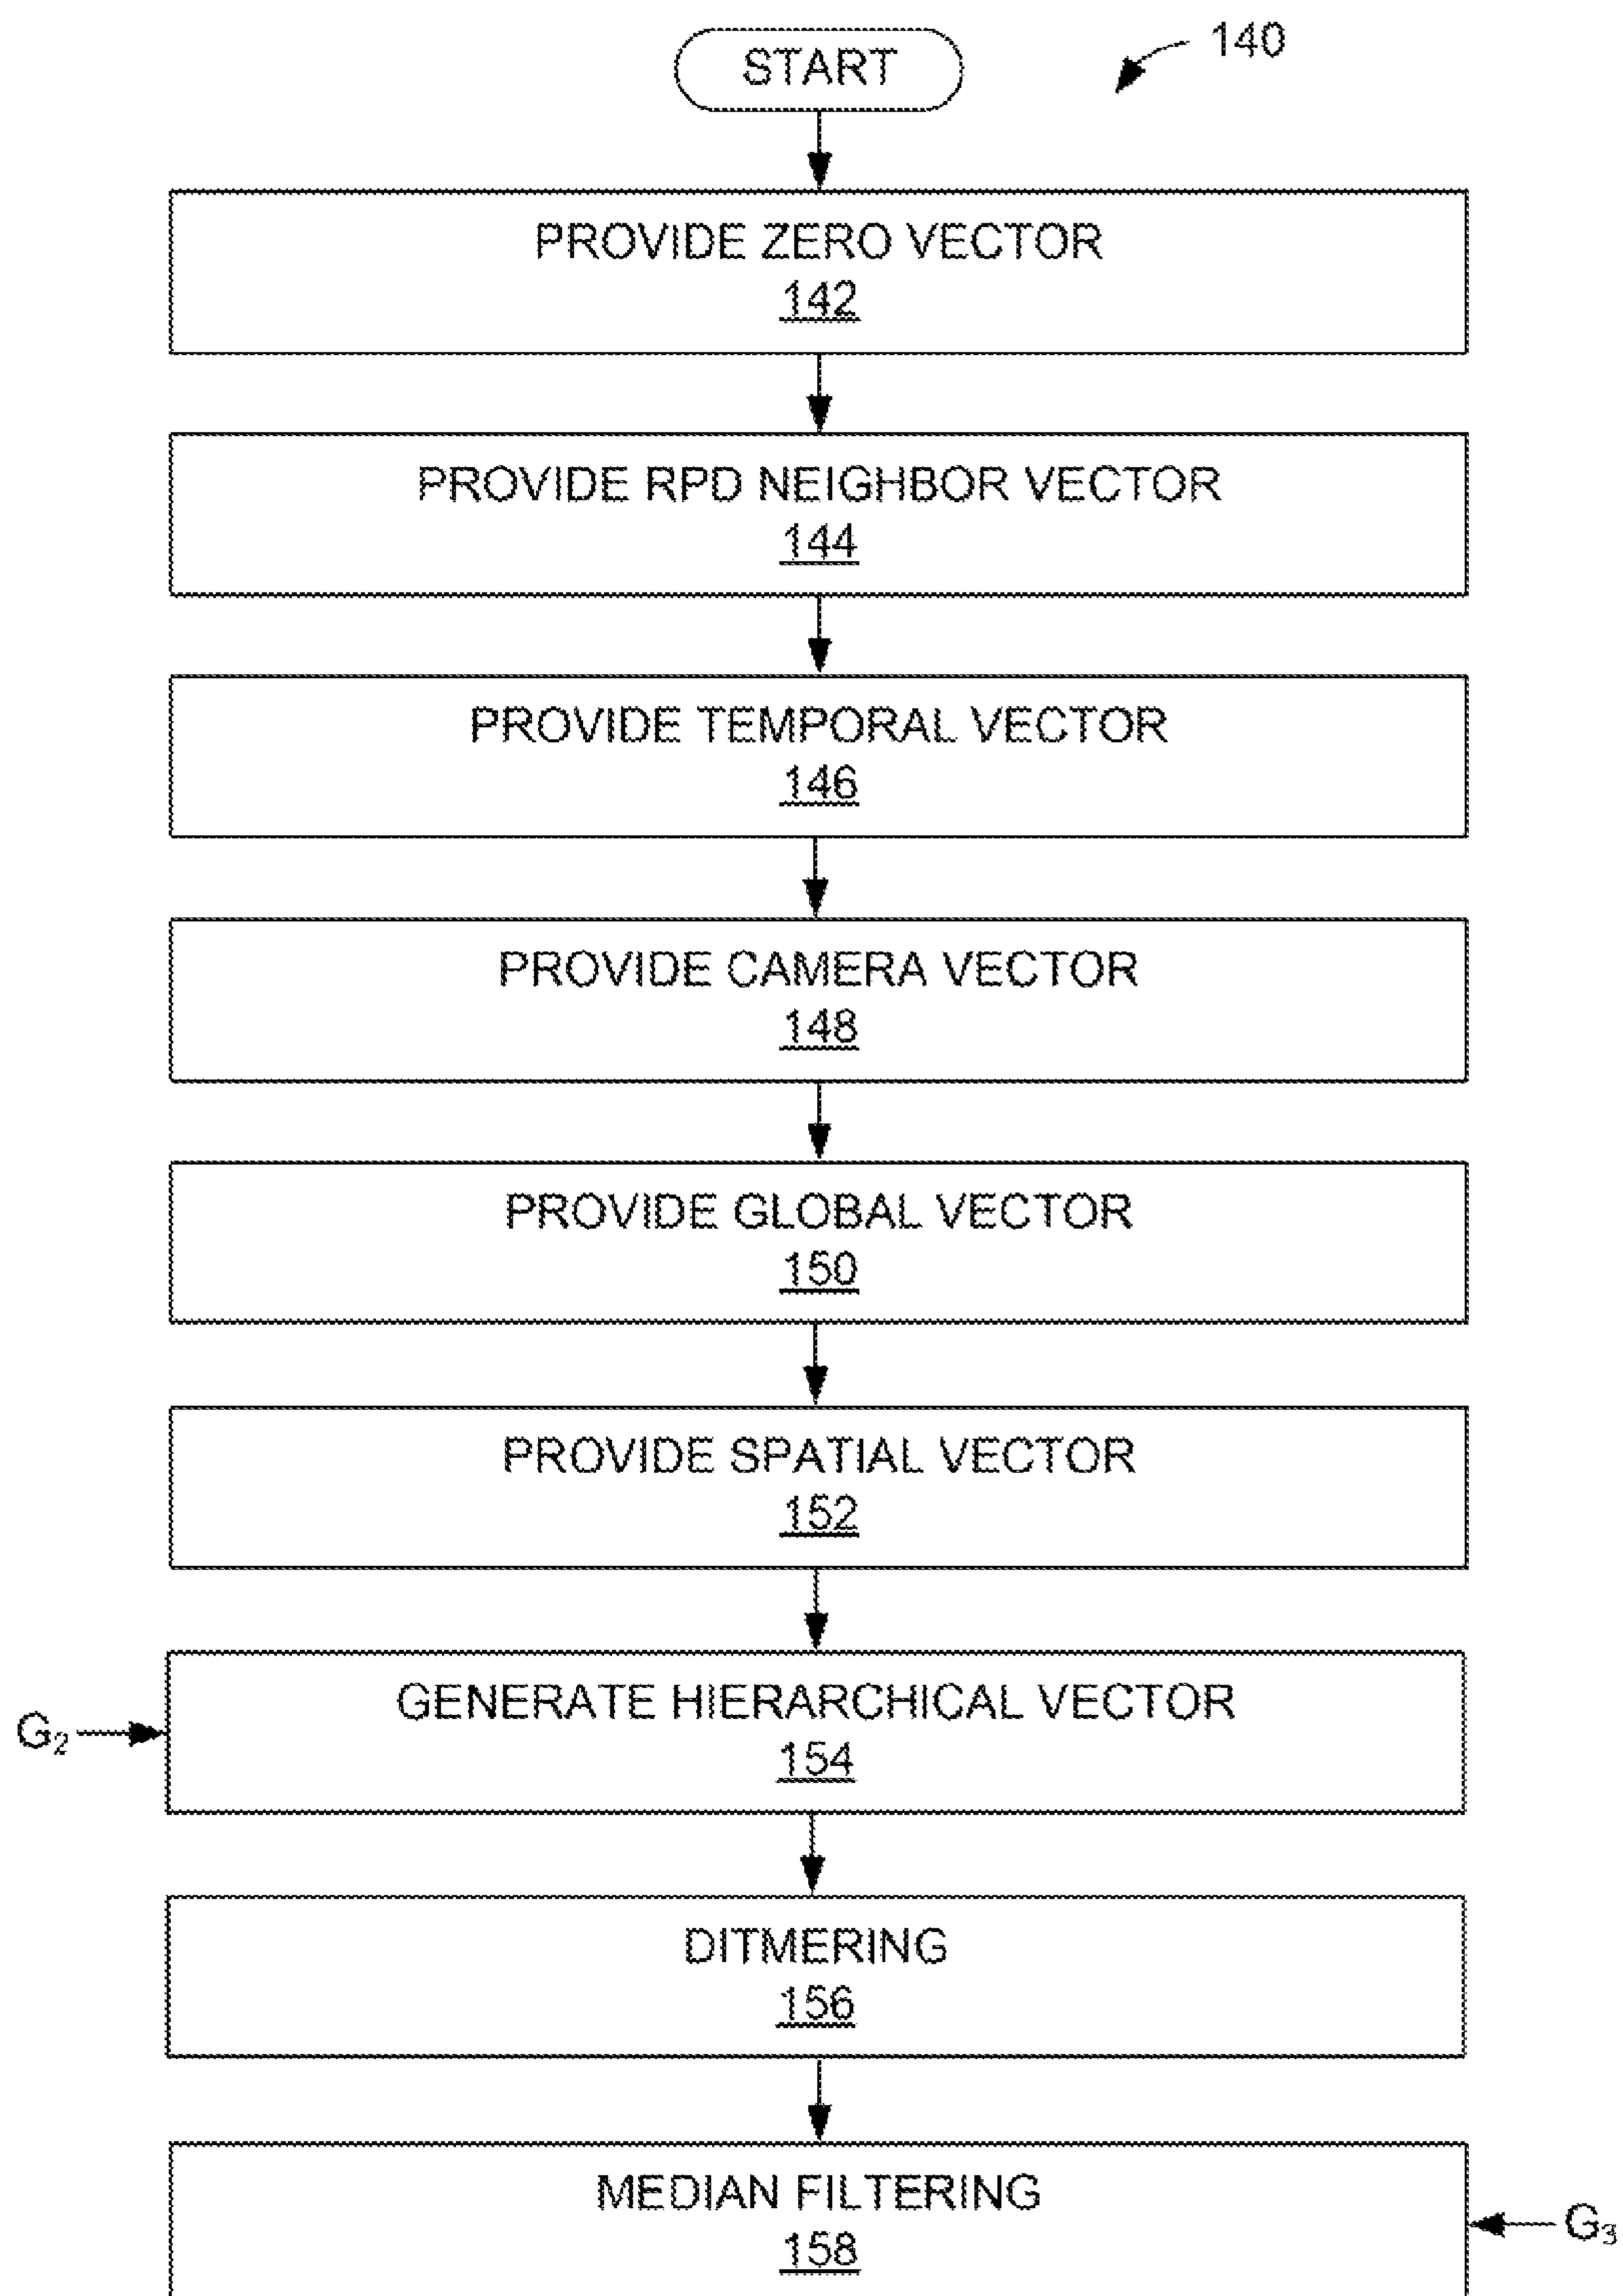 START
140
PROVIDE ZERO VECTOR
142
PROVIDE RPD NEIGHBOR VECTOR
144
PROVIDE TEMPORAL VECTOR
146
PROVIDE CAMERA VECTOR
148
PROVIDE GLOBAL VECTOR
150
PROVIDE SPATIAL VECTOR
152
GENERATE HIERARCHICAL VECTOR
154
G₂
DITMERING
156
MEDIAN FILTERING
158
G₃